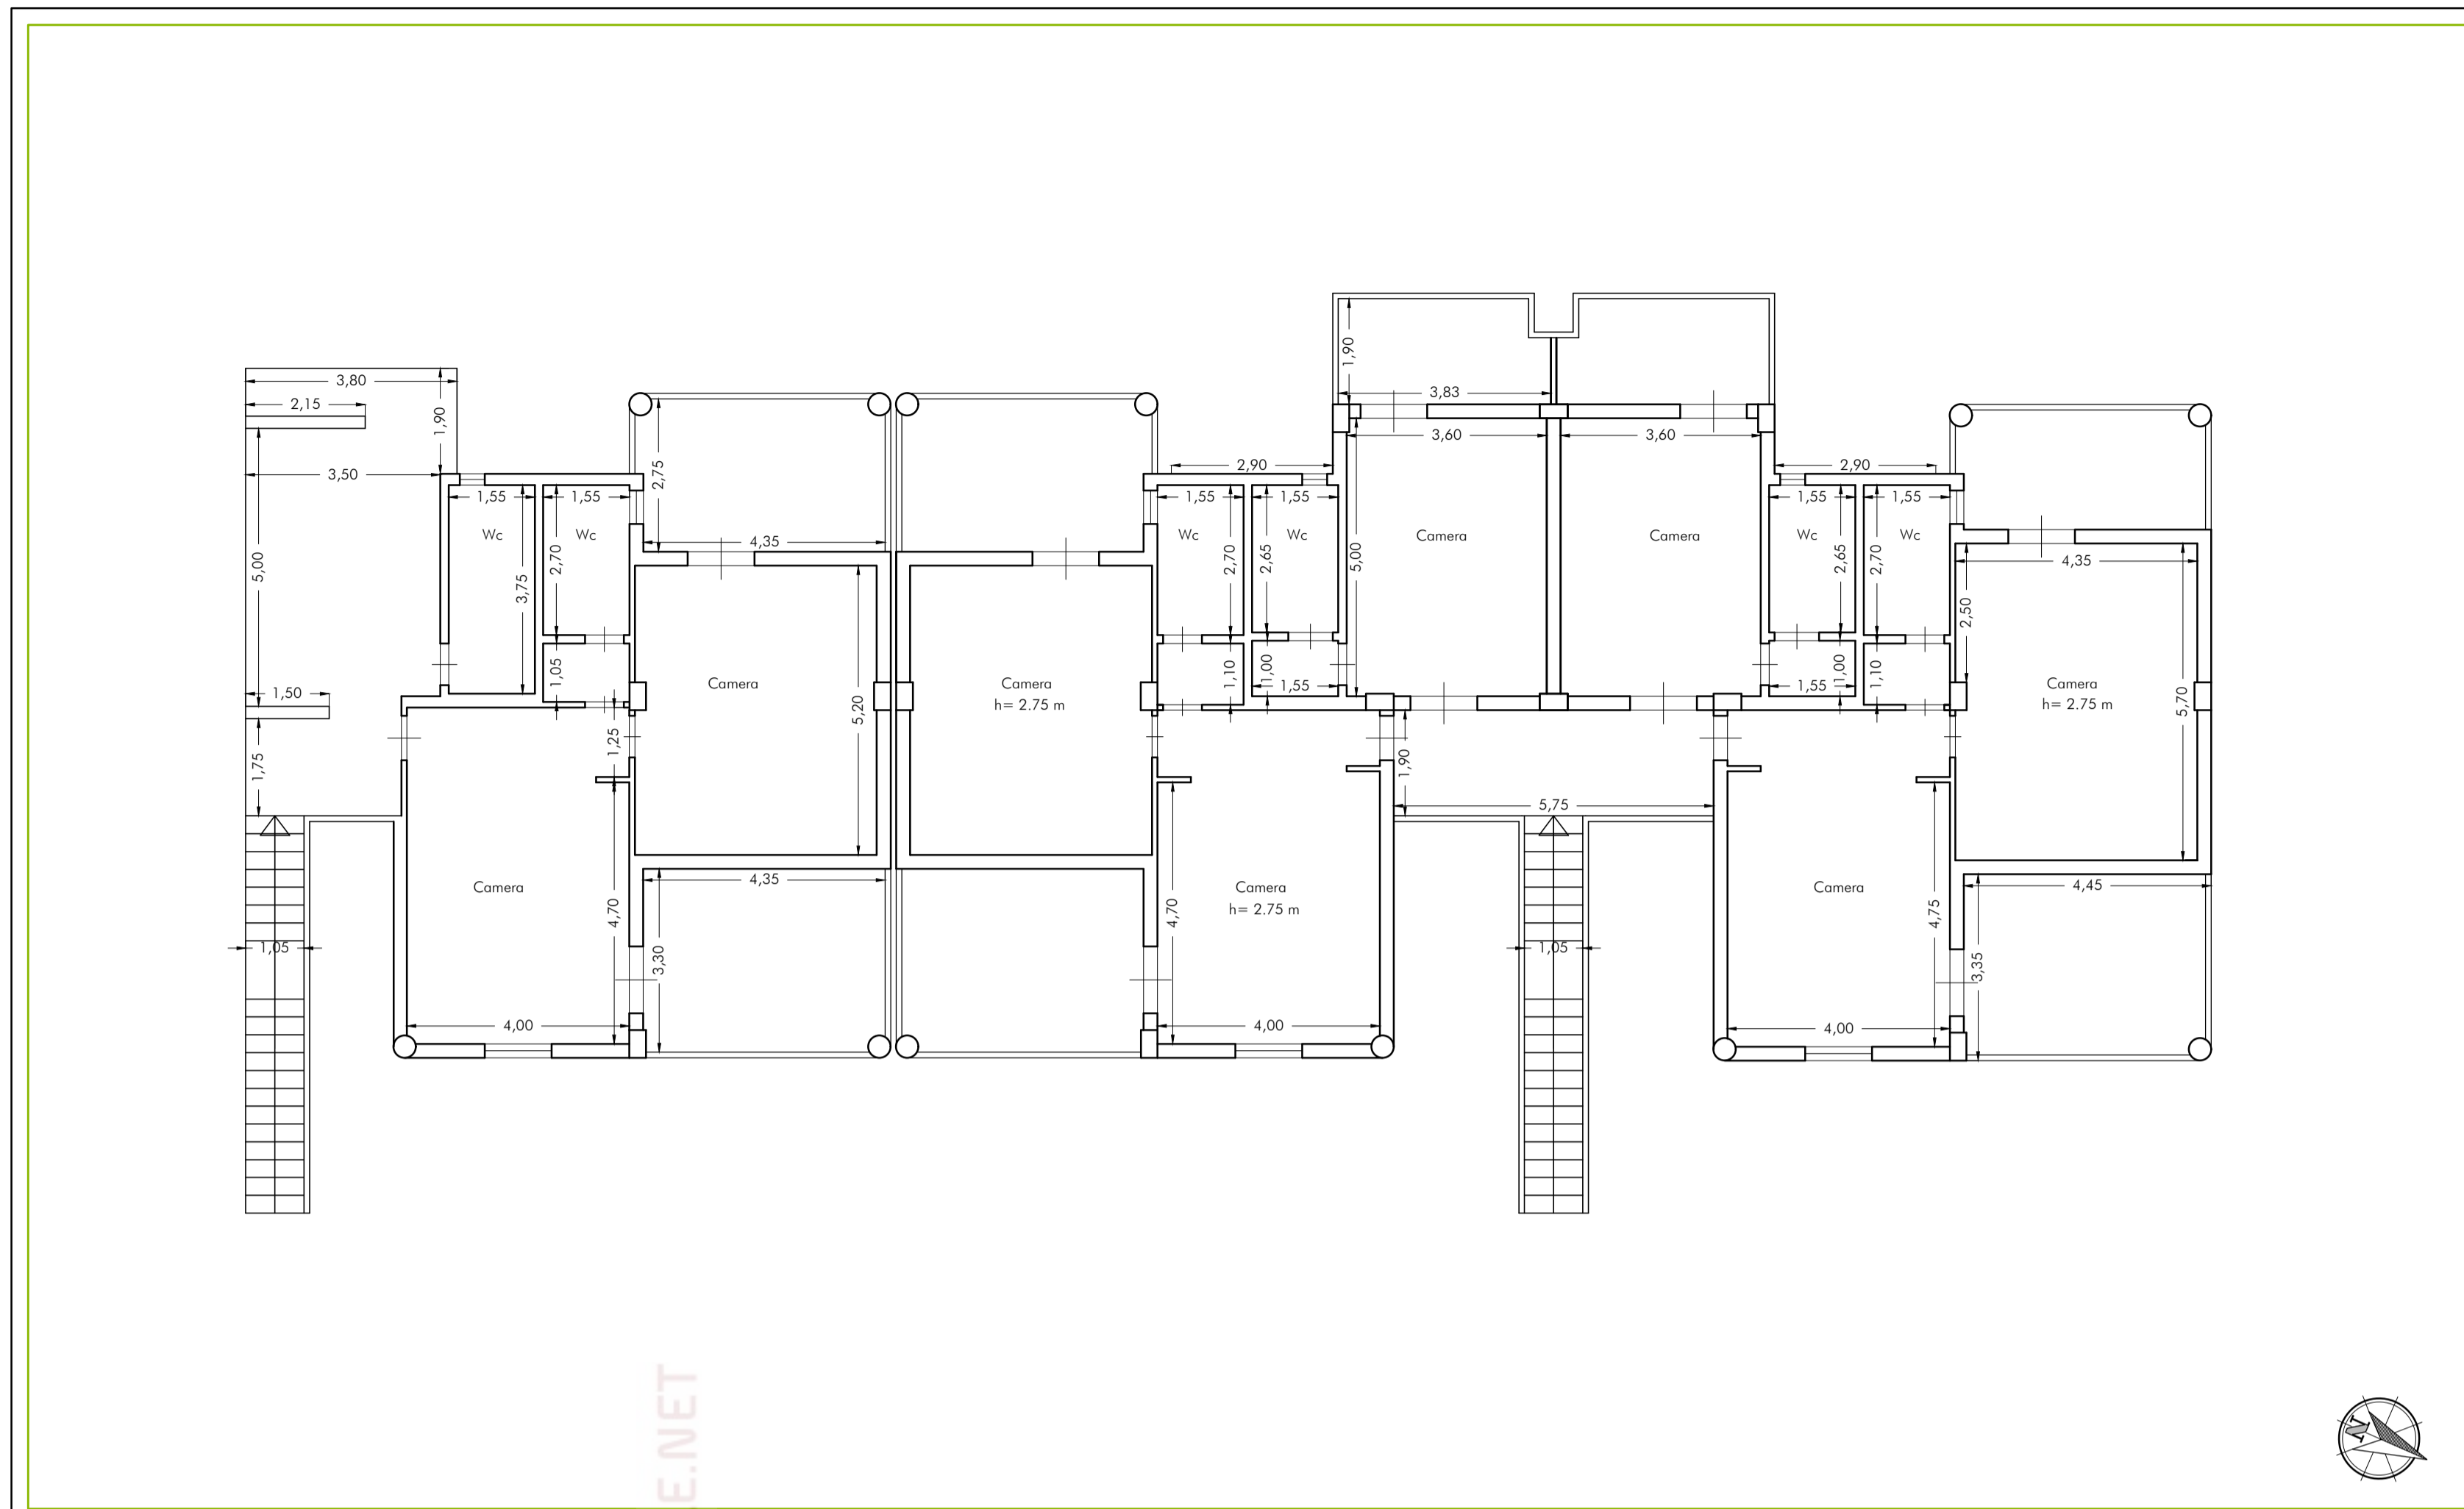 1,90
3,80
3,83
2,15
1,90
3,60
3,60
2,90
2,90
3,50
2,75
1,55
1,55
1,55
1,55
1,55
1,55
Wc
Wc
Wc
Wc
Camera
Camera
Wc
Wc
4,35
5,00
2,70
3,75
2,70
2,65
5,00
2,65
2,70
4,35
2,50
1,05
1,10
1,00
1,00
1,10
Camera
Camera
h= 2.75 m
1,55
1,55
Camera
h= 2.75 m
5,70
1,50
5,20
1,75
1,25
1,90
5,75
Camera
4,35
Camera
h= 2.75 m
Camera
4,45
4,70
4,70
4,75
1,05
3,30
1,05
3,35
4,00
4,00
4,00
E.NET
N